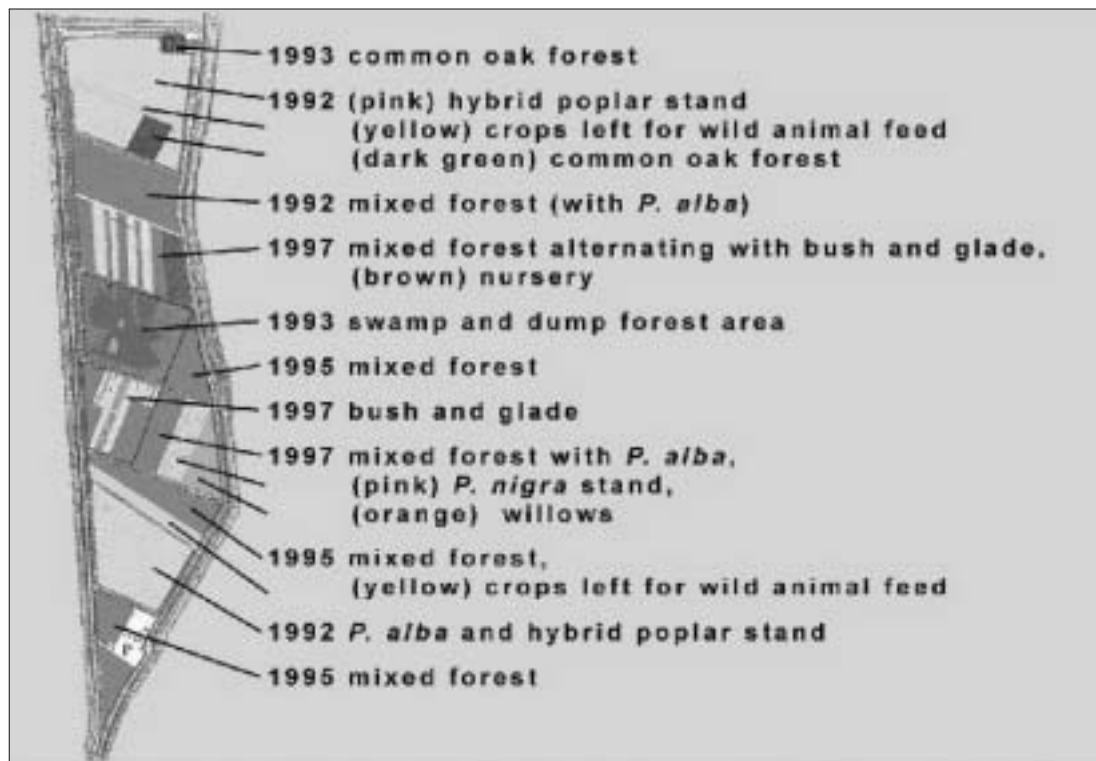 1993 common oak forest
1992 (pink) hybrid poplar stand
(yellow) crops left for wild animal feed
(dark green) common oak forest
1992 mixed forest (with P. alba)
1997 mixed forest alternating with bush and glade,
(brown) nursery
1993 swamp and dump forest area
1995 mixed forest
1997 bush and glade
1997 mixed forest with P. alba,
(pink) P. nigra stand,
(orange) willows
1995 mixed forest,
(yellow) crops left for wild animal feed
1992 P. alba and hybrid poplar stand
1995 mixed forest